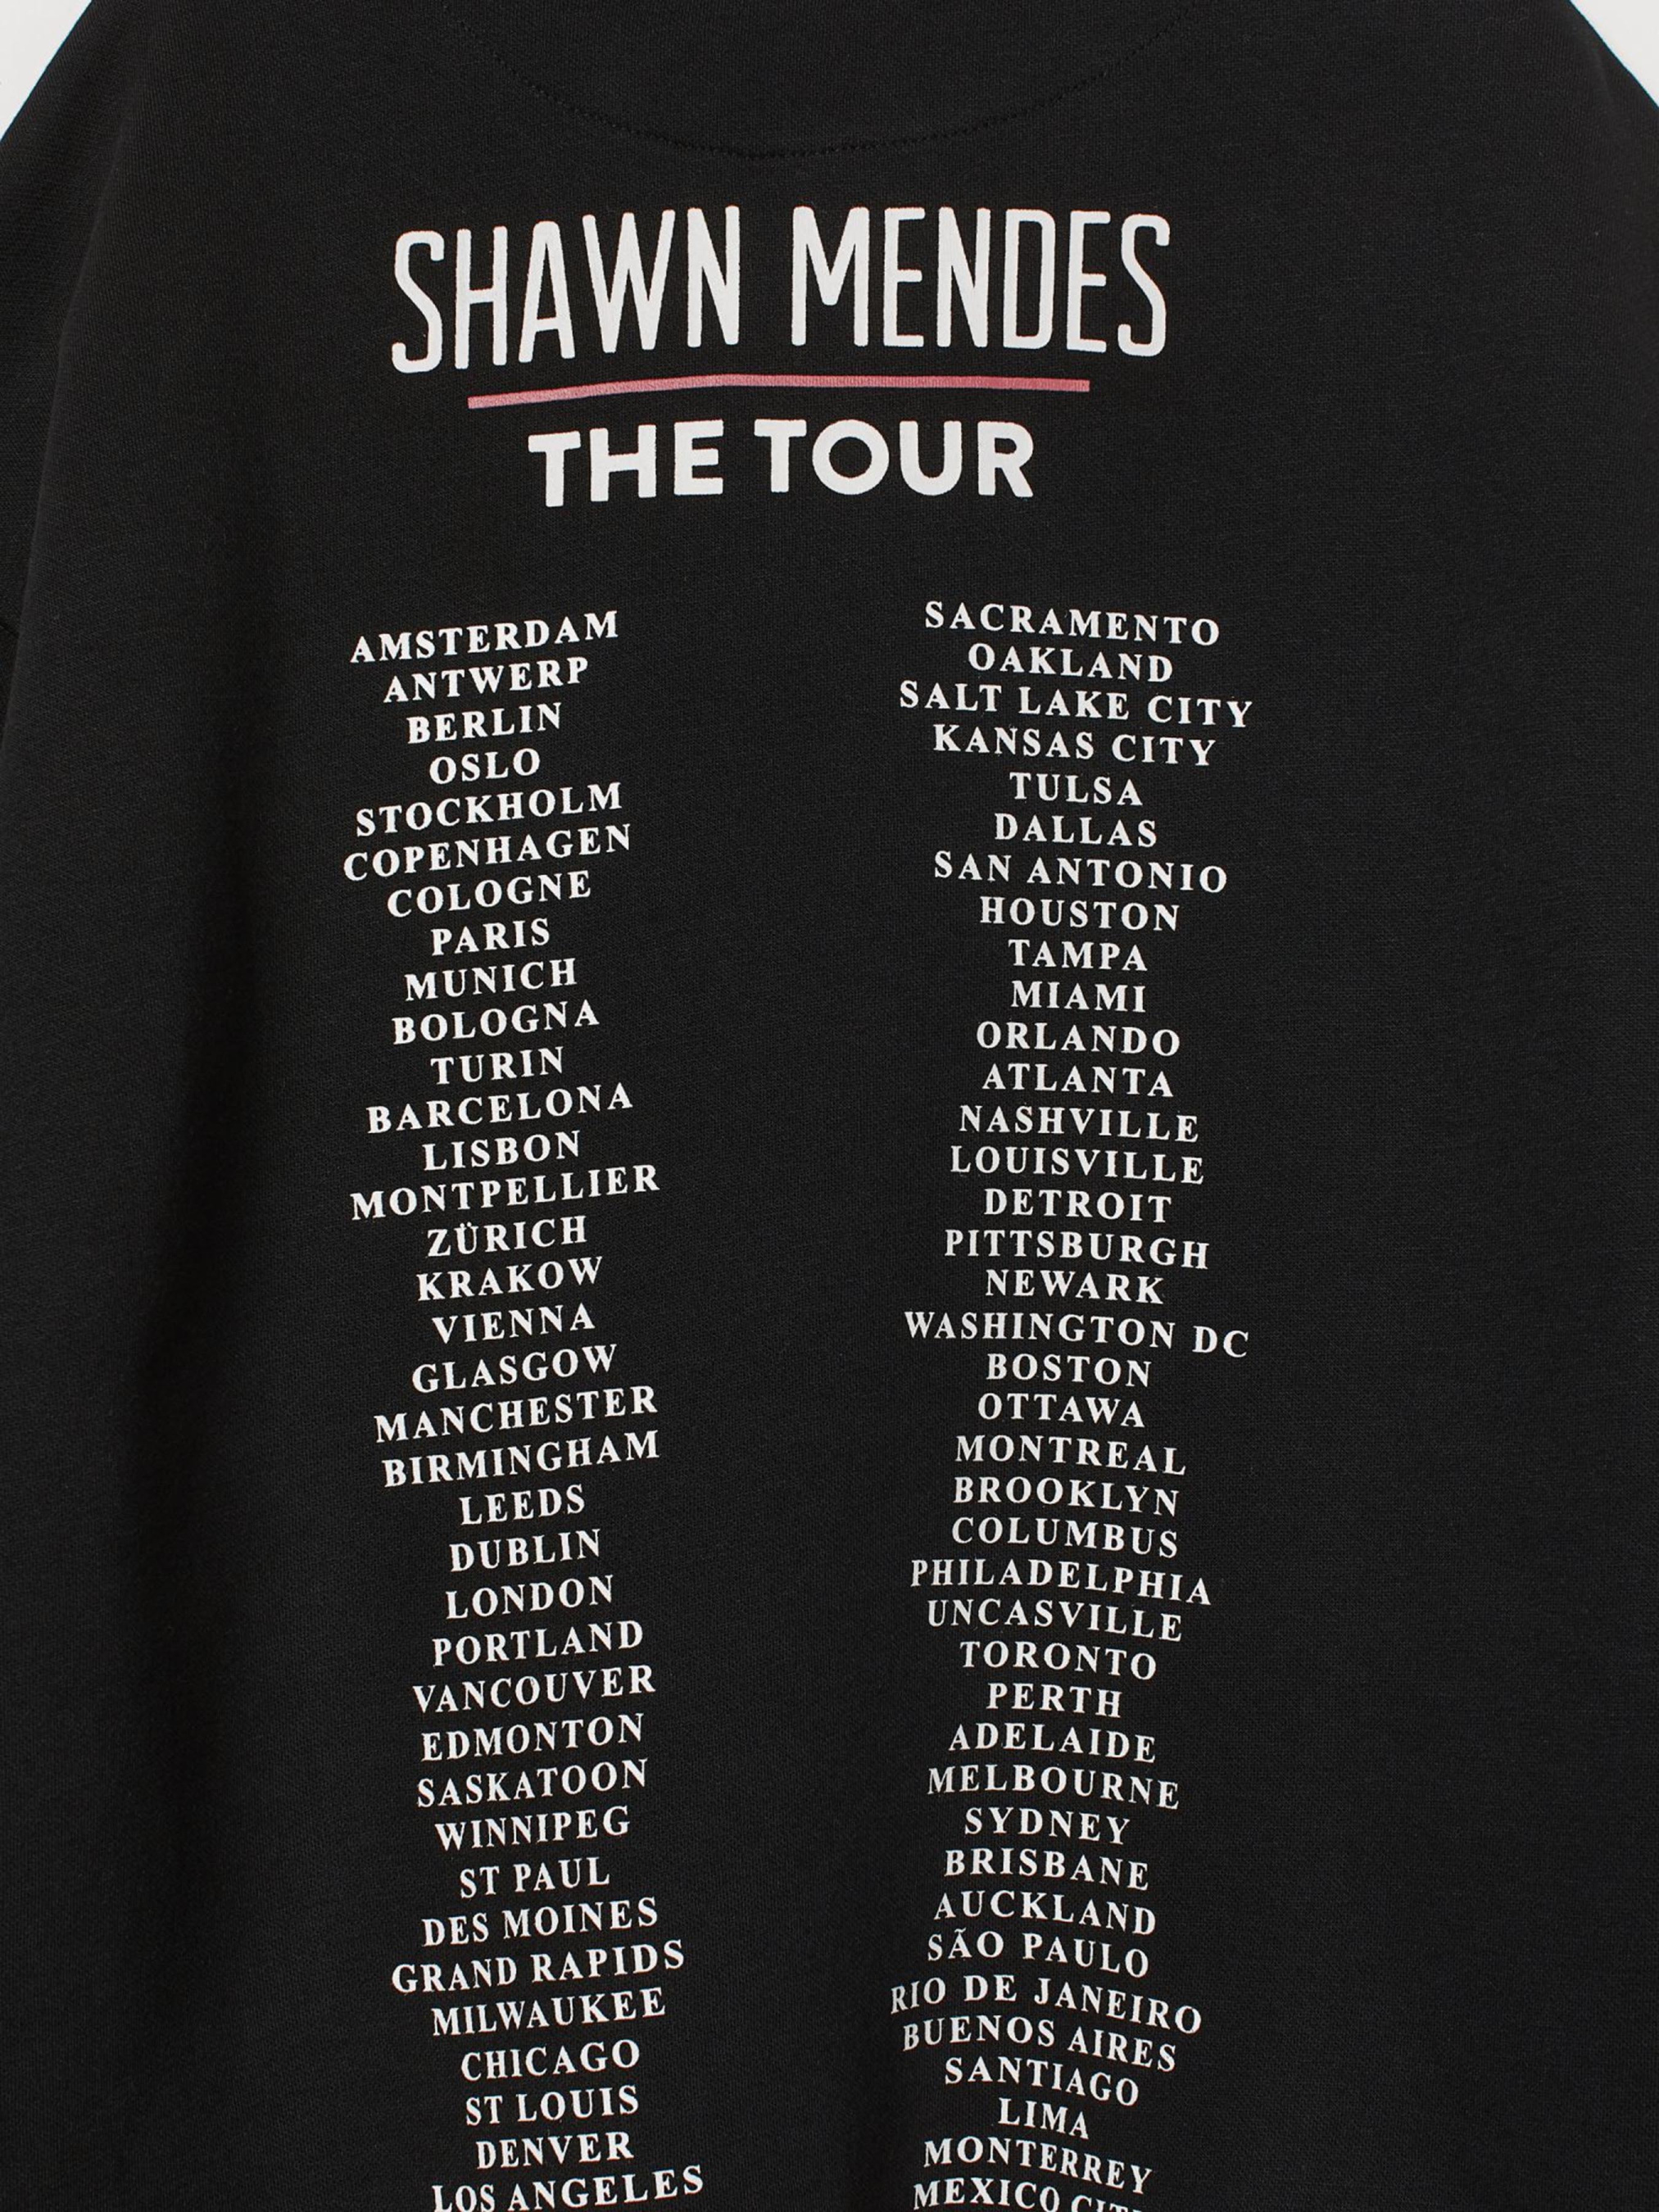 SHAWN MENDES
THE TOUR
AMSTERDAM
ANTWERP
BERLIN
OSLO
STOCKHOLM
COPENHAGEN
COLOGNE
PARIS
MUNICH
BOLOGNA
TURIN
BARCELONA
LISBON
MONTPELLIER
ZÜRICH
KRAKOW
VIENNA
GLASGOW
MANCHESTER
BIRMINGHAM
LEEDS
DUBLIN
LONDON
PORTLAND
VANCOUVER
EDMONTON
SASKATOON
WINNIPEG
ST PAUL
DES MOINES
GRAND RAPIDS
MILWAUKEE
CHICAGO
ST LOUIS
DENVER
LOS ANGELES
SACRAMENTO
OAKLAND
SALT LAKE CITY
KANSAS CITY
TULSA
DALLAS
SAN ANTONIO
HOUSTON
TAMPA
MIAMI
ORLANDO
ATLANTA
NASHVILLE
LOUISVILLE
DETROIT
PITTSBURGH
NEWARK
WASHINGTON DC
BOSTON
OTTAWA
MONTREAL
BROOKLYN
COLUMBUS
PHILADELPHIA
UNCASVILLE
TORONTO
PERTH
ADELAIDE
MELBOURNE
SYDNEY
BRISBANE
AUCKLAND
SÃO PAULO
RIO DE JANEIRO
BUENOS AIRES
SANTIAGO
LIMA
MONTERREY
MEXICO CITY